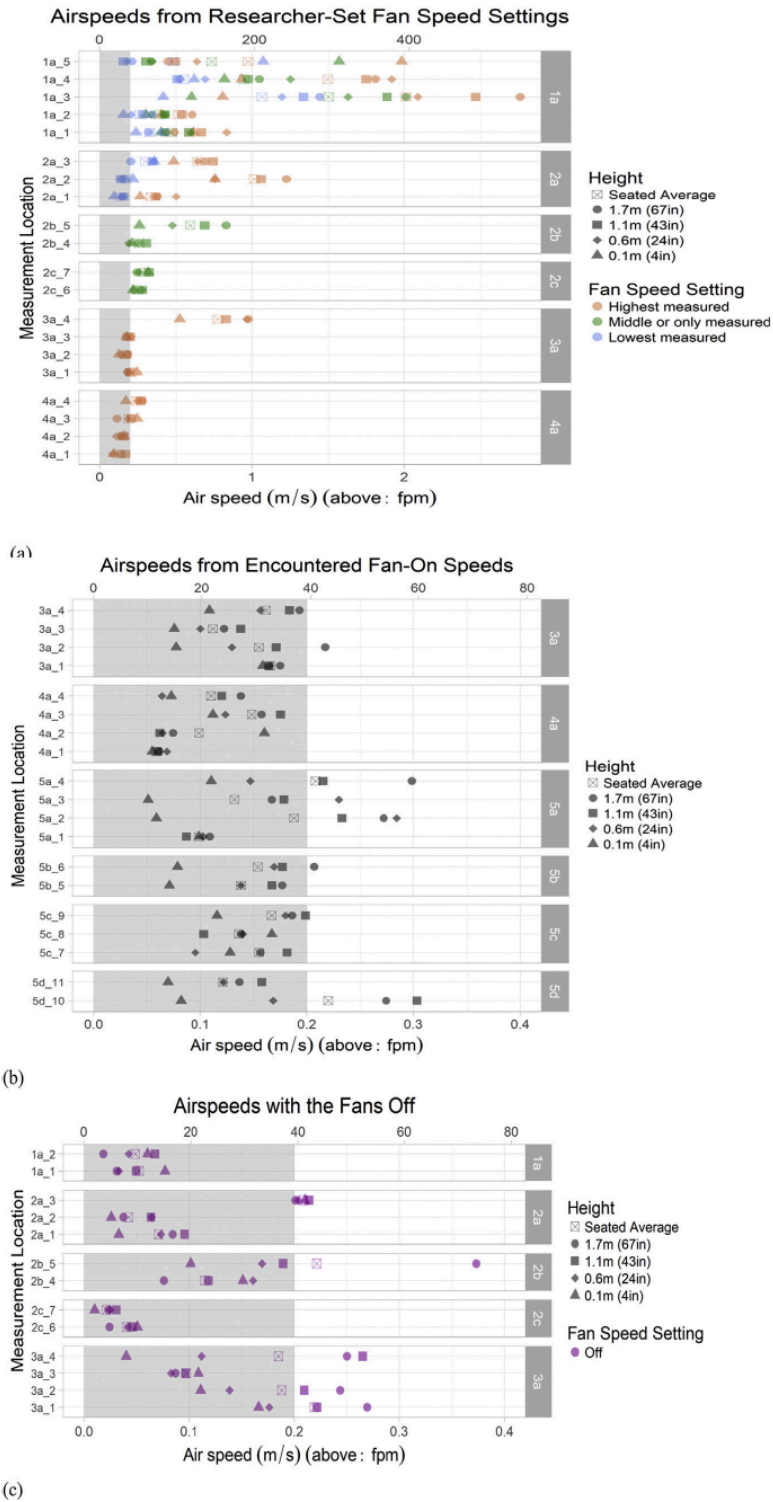 Airspeeds from Researcher-Set Fan Speed Settings
0 200 400
1a_5
1a_4
1a_3
1a_2
1a_1
1a
2a_3
2a_2
2a_1
2a
2b_5
2b_4
2b
2c_7
2c_6
2c
3a_4
3a_3
3a_2
3a_1
3a
4a_4
4a_3
4a_2
4a_1
4a
Measurement Location
0 1 2
Air speed (m/s) (above: fpm)
Height
Seated Average
1.7m (67in)
1.1m (43in)
0.6m (24in)
0.1m (4in)
Fan Speed Setting
Highest measured
Middle or only measured
Lowest measured
(a)
Airspeeds from Encountered Fan-On Speeds
0 20 40 60 80
3a_4
3a_3
3a_2
3a_1
3a
4a_4
4a_3
4a_2
4a_1
4a
5a_4
5a_3
5a_2
5a_1
5a
5b_6
5b_5
5b
5c_9
5c_8
5c_7
5c
5d_11
5d_10
5d
Measurement Location
0.0 0.1 0.2 0.3 0.4
Air speed (m/s) (above: fpm)
Height
Seated Average
1.7m (67in)
1.1m (43in)
0.6m (24in)
0.1m (4in)
(b)
Airspeeds with the Fans Off
0 20 40 60 80
1a_2
1a_1
1a
2a_3
2a_2
2a_1
2a
2b_5
2b_4
2b
2c_7
2c_6
2c
3a_4
3a_3
3a_2
3a_1
3a
Measurement Location
0.0 0.1 0.2 0.3 0.4
Air speed (m/s) (above: fpm)
Height
Seated Average
1.7m (67in)
1.1m (43in)
0.6m (24in)
0.1m (4in)
Fan Speed Setting
Off
(c)